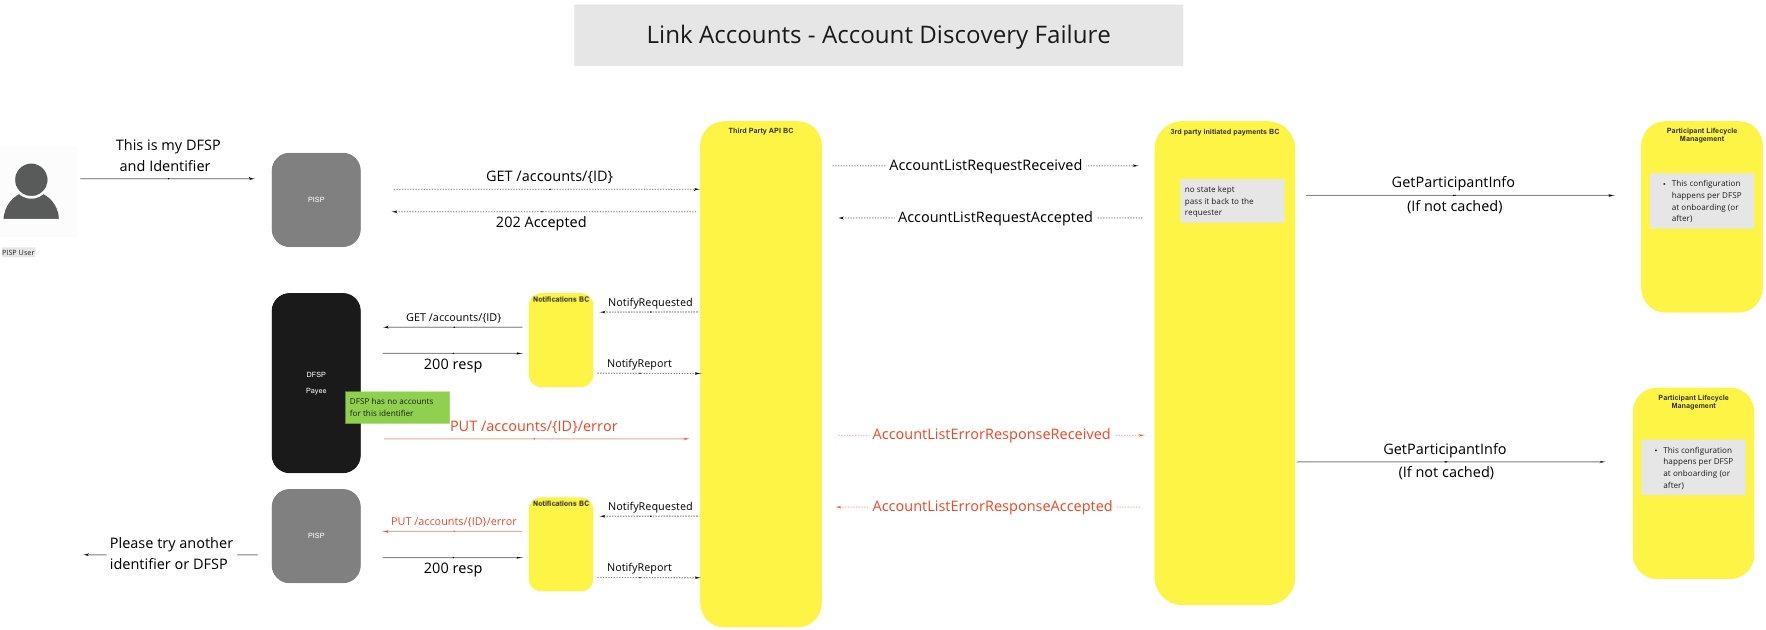 Link Accounts - Account Discovery Failure
This is my DFSP
and Identifier
PISP User
PISP
GET /accounts/{ID}
202 Accepted
Third Party API BC
AccountListRequestReceived
AccountListRequestAccepted
3rd party initiated payments BC
no state kept
pass it back to the
requester
GetParticipantInfo
(If not cached)
Participant Lifecycle
Management
• This configuration
happens per DFSP
at onboarding (or
after)
DFSP
Payee
DFSP has no accounts
for this identifier
GET /accounts/{ID}
200 resp
Notifications BC
NotifyRequested
NotifyReport
PUT /accounts/{ID}/error
AccountListErrorResponseReceived
AccountListErrorResponseAccepted
GetParticipantInfo
(If not cached)
Participant Lifecycle
Management
• This configuration
happens per DFSP
at onboarding (or
after)
Please try another
identifier or DFSP
PISP
PUT /accounts/{ID}/error
200 resp
Notifications BC
NotifyRequested
NotifyReport